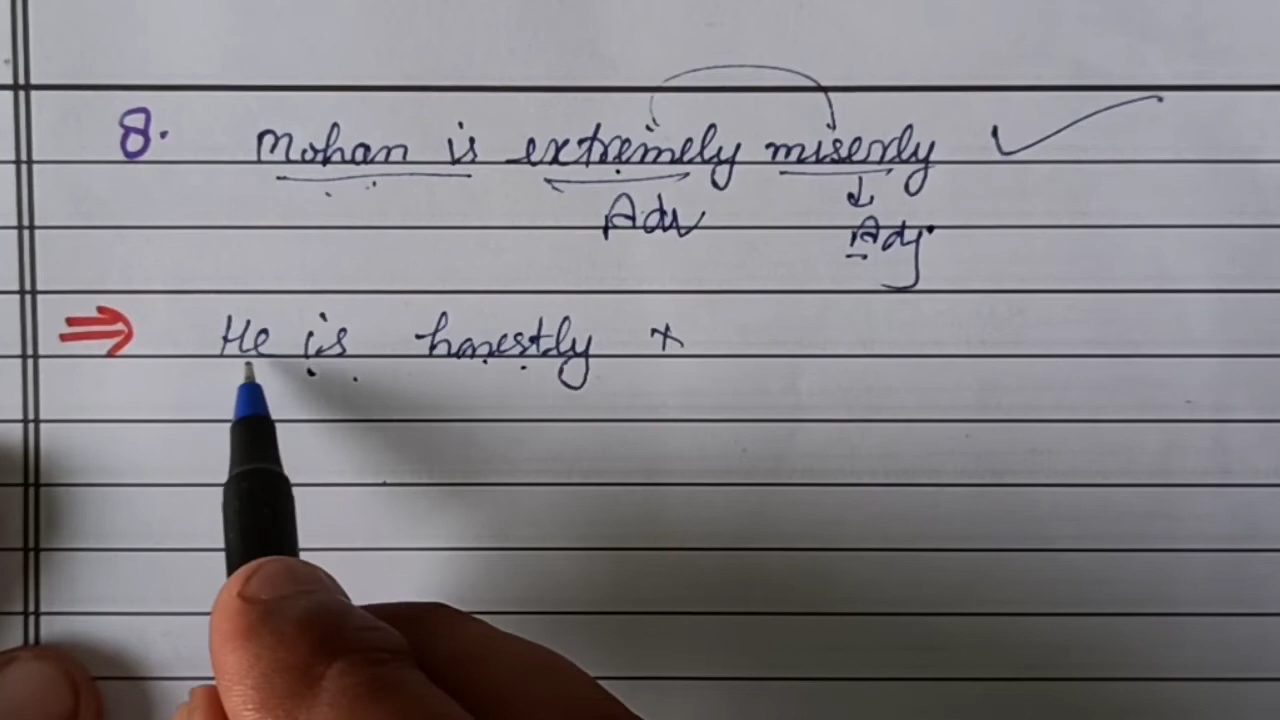 8. Mohan is extremely miserly ✓
Adv
Adj.
⇒ He is honestly ×